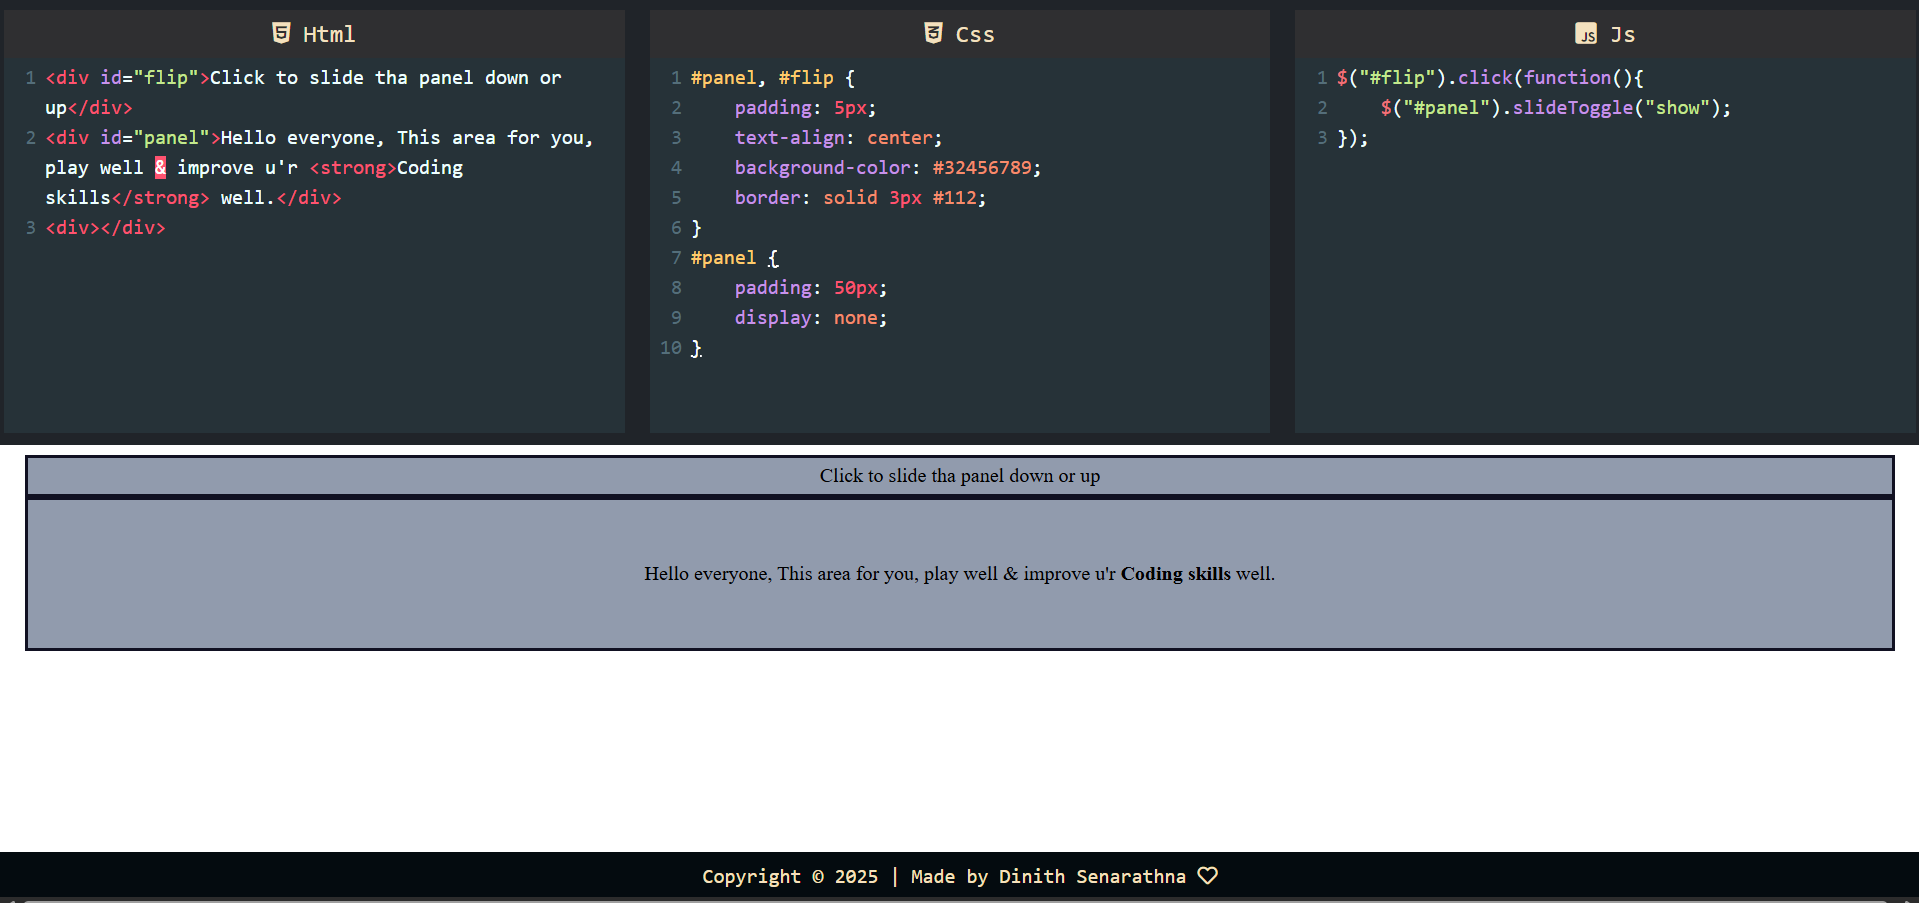 Html
1 <div id="flip">Click to slide tha panel down or
up</div>
2 <div id="panel">Hello everyone, This area for you,
play well & improve u'r <strong>Coding
skills</strong> well.</div>
3 <div></div>
Css
1 #panel, #flip {
2     padding: 5px;
3     text-align: center;
4     background-color: #32456789;
5     border: solid 3px #112;
6 }
7 #panel {
8     padding: 50px;
9     display: none;
10 }
JS Js
1 $("#flip").click(function(){
2     $("#panel").slideToggle("show");
3 });
Click to slide tha panel down or up
Hello everyone, This area for you, play well & improve u'r Coding skills well.
Copyright © 2025 | Made by Dinith Senarathna ♡